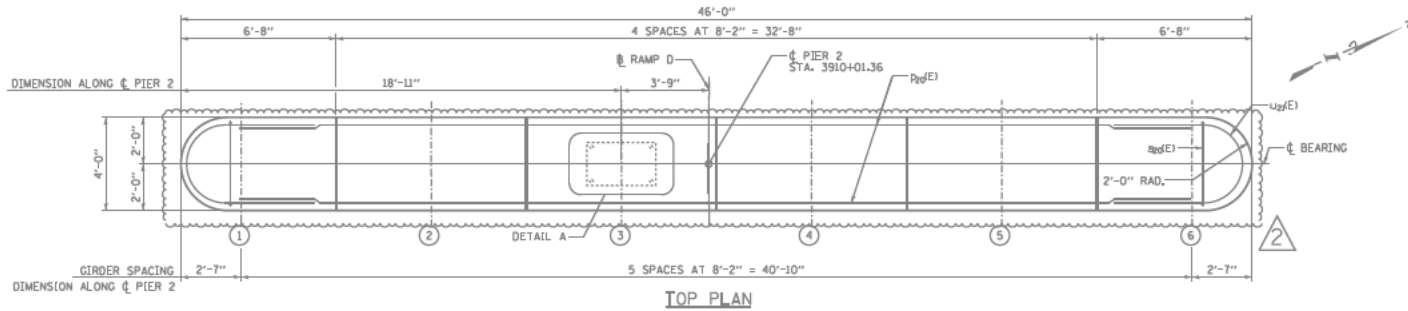 46'-0"
6'-8"
4 SPACES AT 8'-2" = 32'-8"
6'-8"
℄ PIER 2
STA. 3910+01.36
RAMP D
DIMENSION ALONG ℄ PIER 2
18'-11"
3'-9"
p20(E)
(E)
4'-0"
2'-0"
2'-0"
(E)
℄ BEARING
2'-0" RAD.
DETAIL A
1
2
3
4
5
6
2
GIRDER SPACING
DIMENSION ALONG ℄ PIER 2
2'-7"
5 SPACES AT 8'-2" = 40'-10"
2'-7"
TOP PLAN